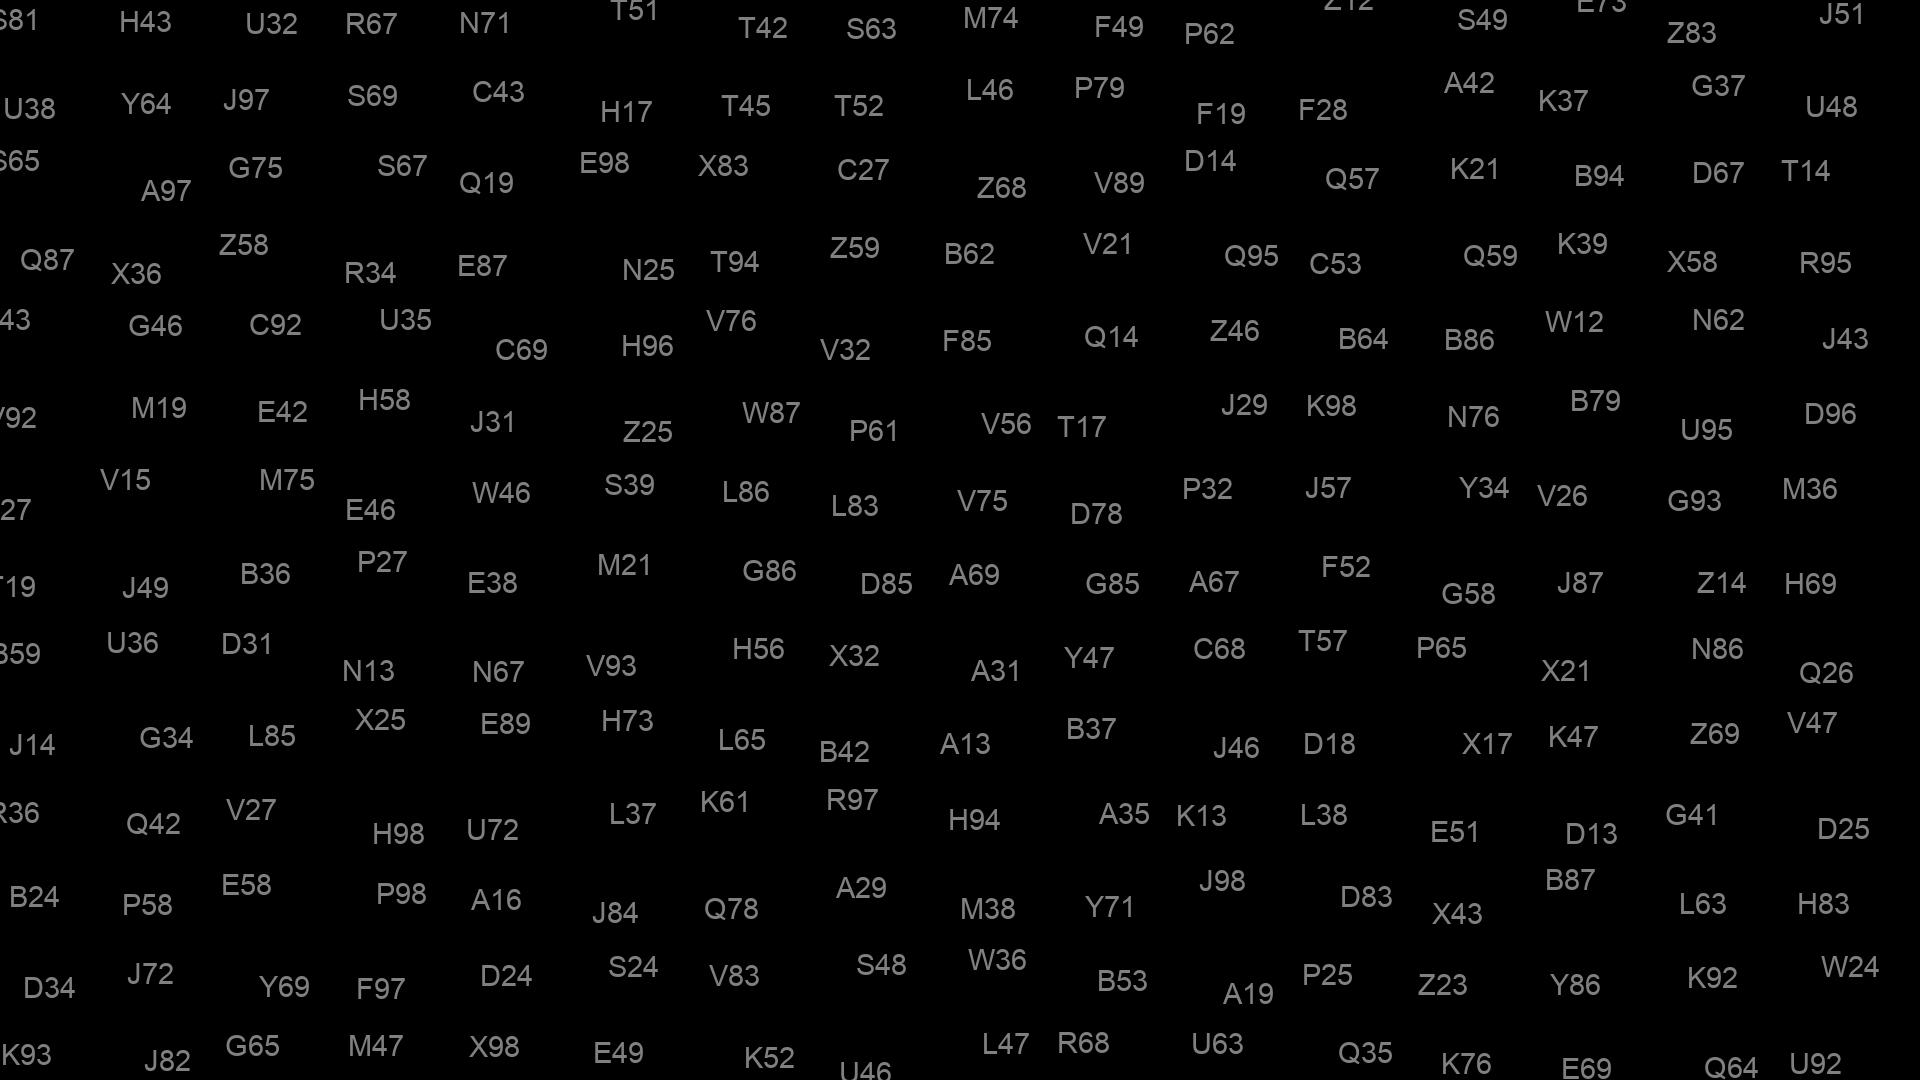 S81 H43 U32 R67 N71 T51 T42 S63 M74 F49 P62 Z12 S49 E73 Z83 J51
U38 Y64 J97 S69 C43 H17 T45 T52 L46 P79 F19 F28 A42 K37 G37 U48
S65 A97 G75 S67 Q19 E98 X83 C27 Z68 V89 D14 Q57 K21 B94 D67 T14
Q87 X36 Z58 R34 E87 N25 T94 Z59 B62 V21 Q95 C53 Q59 K39 X58 R95
43 G46 C92 U35 C69 H96 V76 V32 F85 Q14 Z46 B64 B86 W12 N62 J43
92 M19 E42 H58 J31 Z25 W87 P61 V56 T17 J29 K98 N76 B79 U95 D96
27 V15 M75 E46 W46 S39 L86 L83 V75 D78 P32 J57 Y34 V26 G93 M36
T19 J49 B36 P27 E38 M21 G86 D85 A69 G85 A67 F52 G58 J87 Z14 H69
B59 U36 D31 N13 N67 V93 H56 X32 A31 Y47 C68 T57 P65 X21 N86 Q26
J14 G34 L85 X25 E89 H73 L65 B42 A13 B37 J46 D18 X17 K47 Z69 V47
R36 Q42 V27 H98 U72 L37 K61 R97 H94 A35 K13 L38 E51 D13 G41 D25
B24 P58 E58 P98 A16 J84 Q78 A29 M38 Y71 J98 D83 X43 B87 L63 H83
D34 J72 Y69 F97 D24 S24 V83 S48 W36 B53 A19 P25 Z23 Y86 K92 W24
K93 J82 G65 M47 X98 E49 K52 U46 L47 R68 U63 Q35 K76 E69 Q64 U92